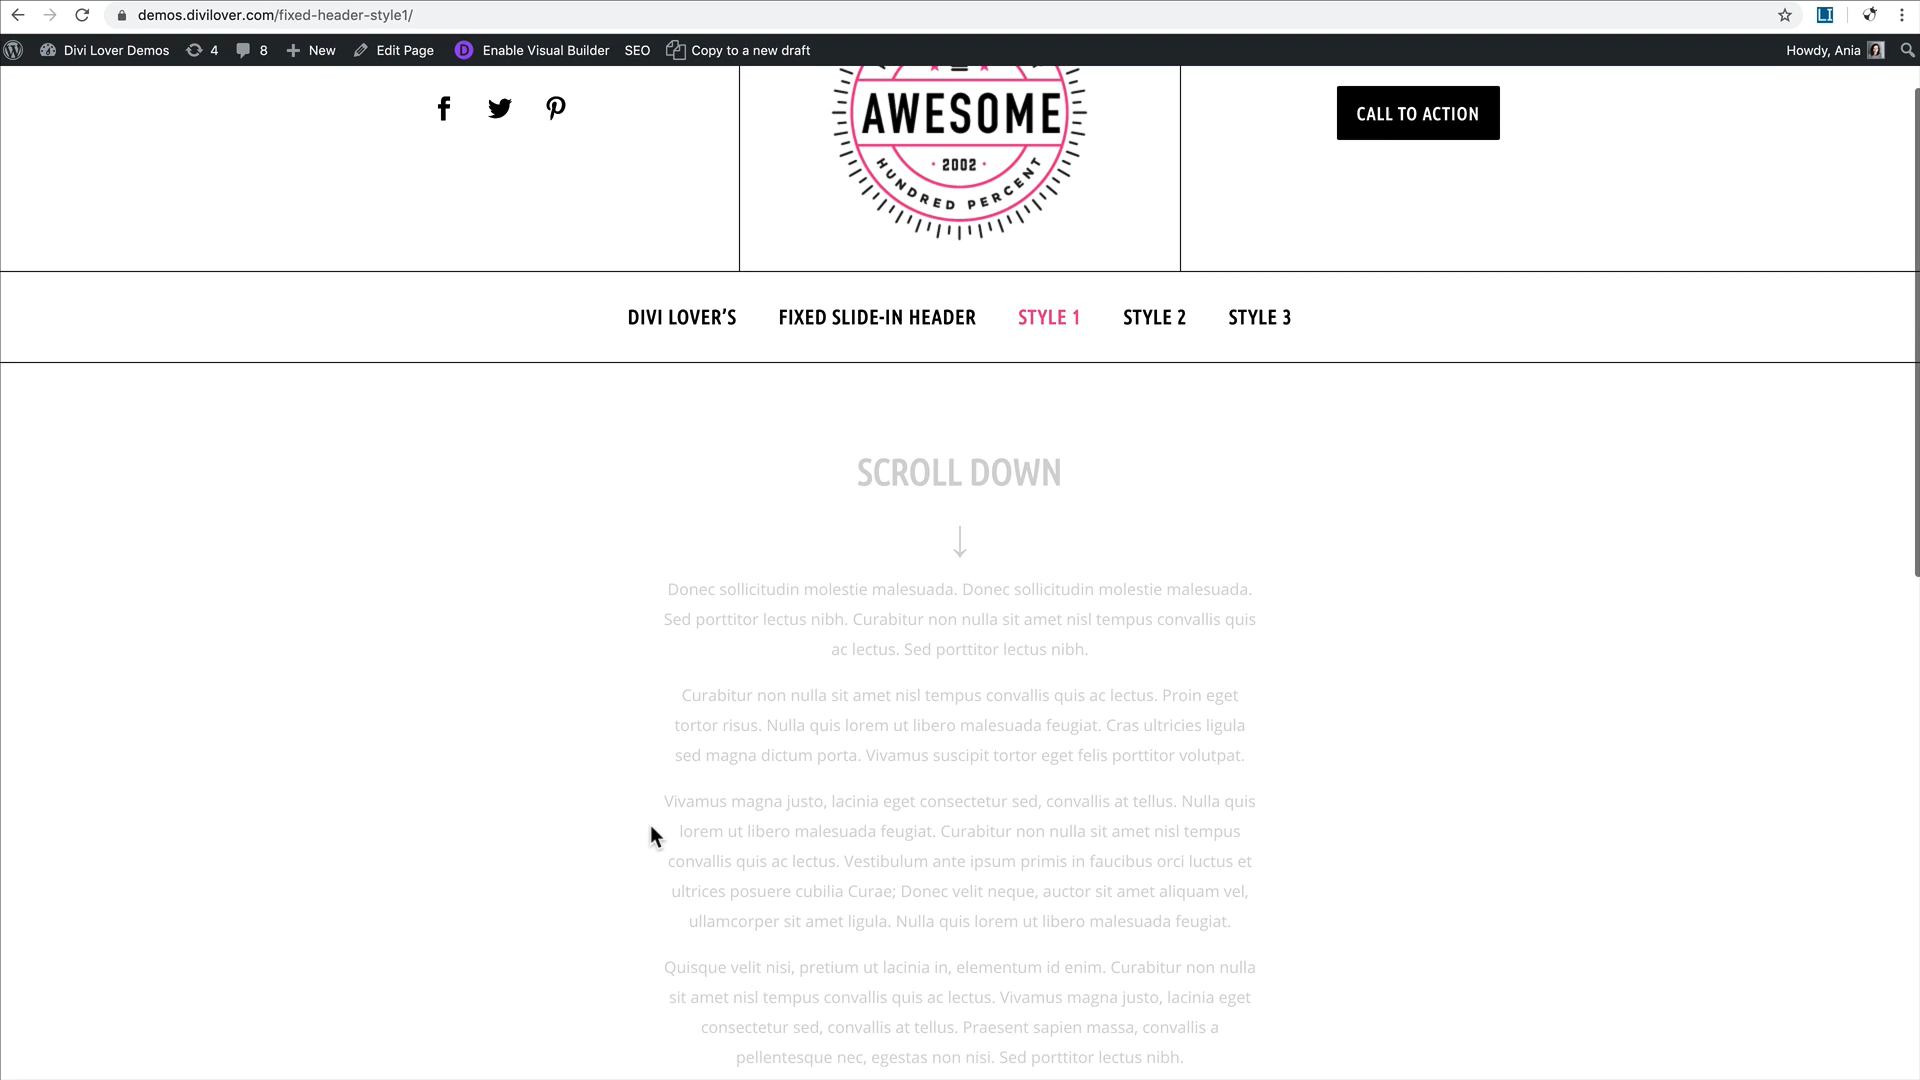 demos.divilover.com/fixed-header-style1/
Divi Lover Demos 4 8 New Edit Page Enable Visual Builder SEO Copy to a new draft Howdy, Ania
AWESOME
2002
HUNDRED PERCENT
CALL TO ACTION
DIVI LOVER’S FIXED SLIDE-IN HEADER STYLE 1 STYLE 2 STYLE 3
SCROLL DOWN
Donec sollicitudin molestie malesuada. Donec sollicitudin molestie malesuada.
Sed porttitor lectus nibh. Curabitur non nulla sit amet nisl tempus convallis quis
ac lectus. Sed porttitor lectus nibh.
Curabitur non nulla sit amet nisl tempus convallis quis ac lectus. Proin eget
tortor risus. Nulla quis lorem ut libero malesuada feugiat. Cras ultricies ligula
sed magna dictum porta. Vivamus suscipit tortor eget felis porttitor volutpat.
Vivamus magna justo, lacinia eget consectetur sed, convallis at tellus. Nulla quis
lorem ut libero malesuada feugiat. Curabitur non nulla sit amet nisl tempus
convallis quis ac lectus. Vestibulum ante ipsum primis in faucibus orci luctus et
ultrices posuere cubilia Curae; Donec velit neque, auctor sit amet aliquam vel,
ullamcorper sit amet ligula. Nulla quis lorem ut libero malesuada feugiat.
Quisque velit nisi, pretium ut lacinia in, elementum id enim. Curabitur non nulla
sit amet nisl tempus convallis quis ac lectus. Vivamus magna justo, lacinia eget
consectetur sed, convallis at tellus. Praesent sapien massa, convallis a
pellentesque nec, egestas non nisi. Sed porttitor lectus nibh.